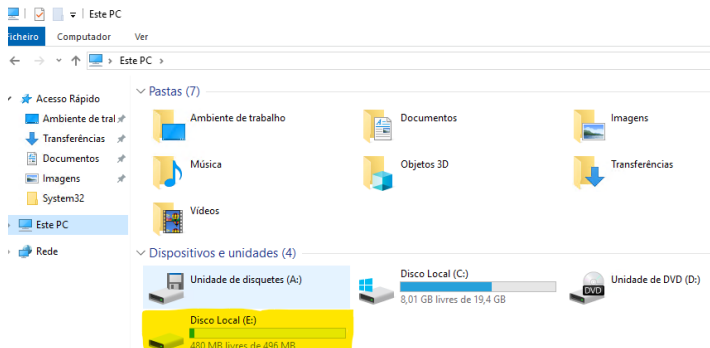 Este PC
Ficheiro Computador Ver
Este PC
Acesso Rápido
Ambiente de tral
Transferências
Documentos
Imagens
System32
Este PC
Rede
Pastas (7)
Ambiente de trabalho
Documentos
Imagens
Música
Objetos 3D
Transferências
Vídeos
Dispositivos e unidades (4)
Unidade de disquetes (A:)
Disco Local (C:)
8,01 GB livres de 19,4 GB
DVD
Unidade de DVD (D:)
Disco Local (E:)
480 MB livres de 496 MB